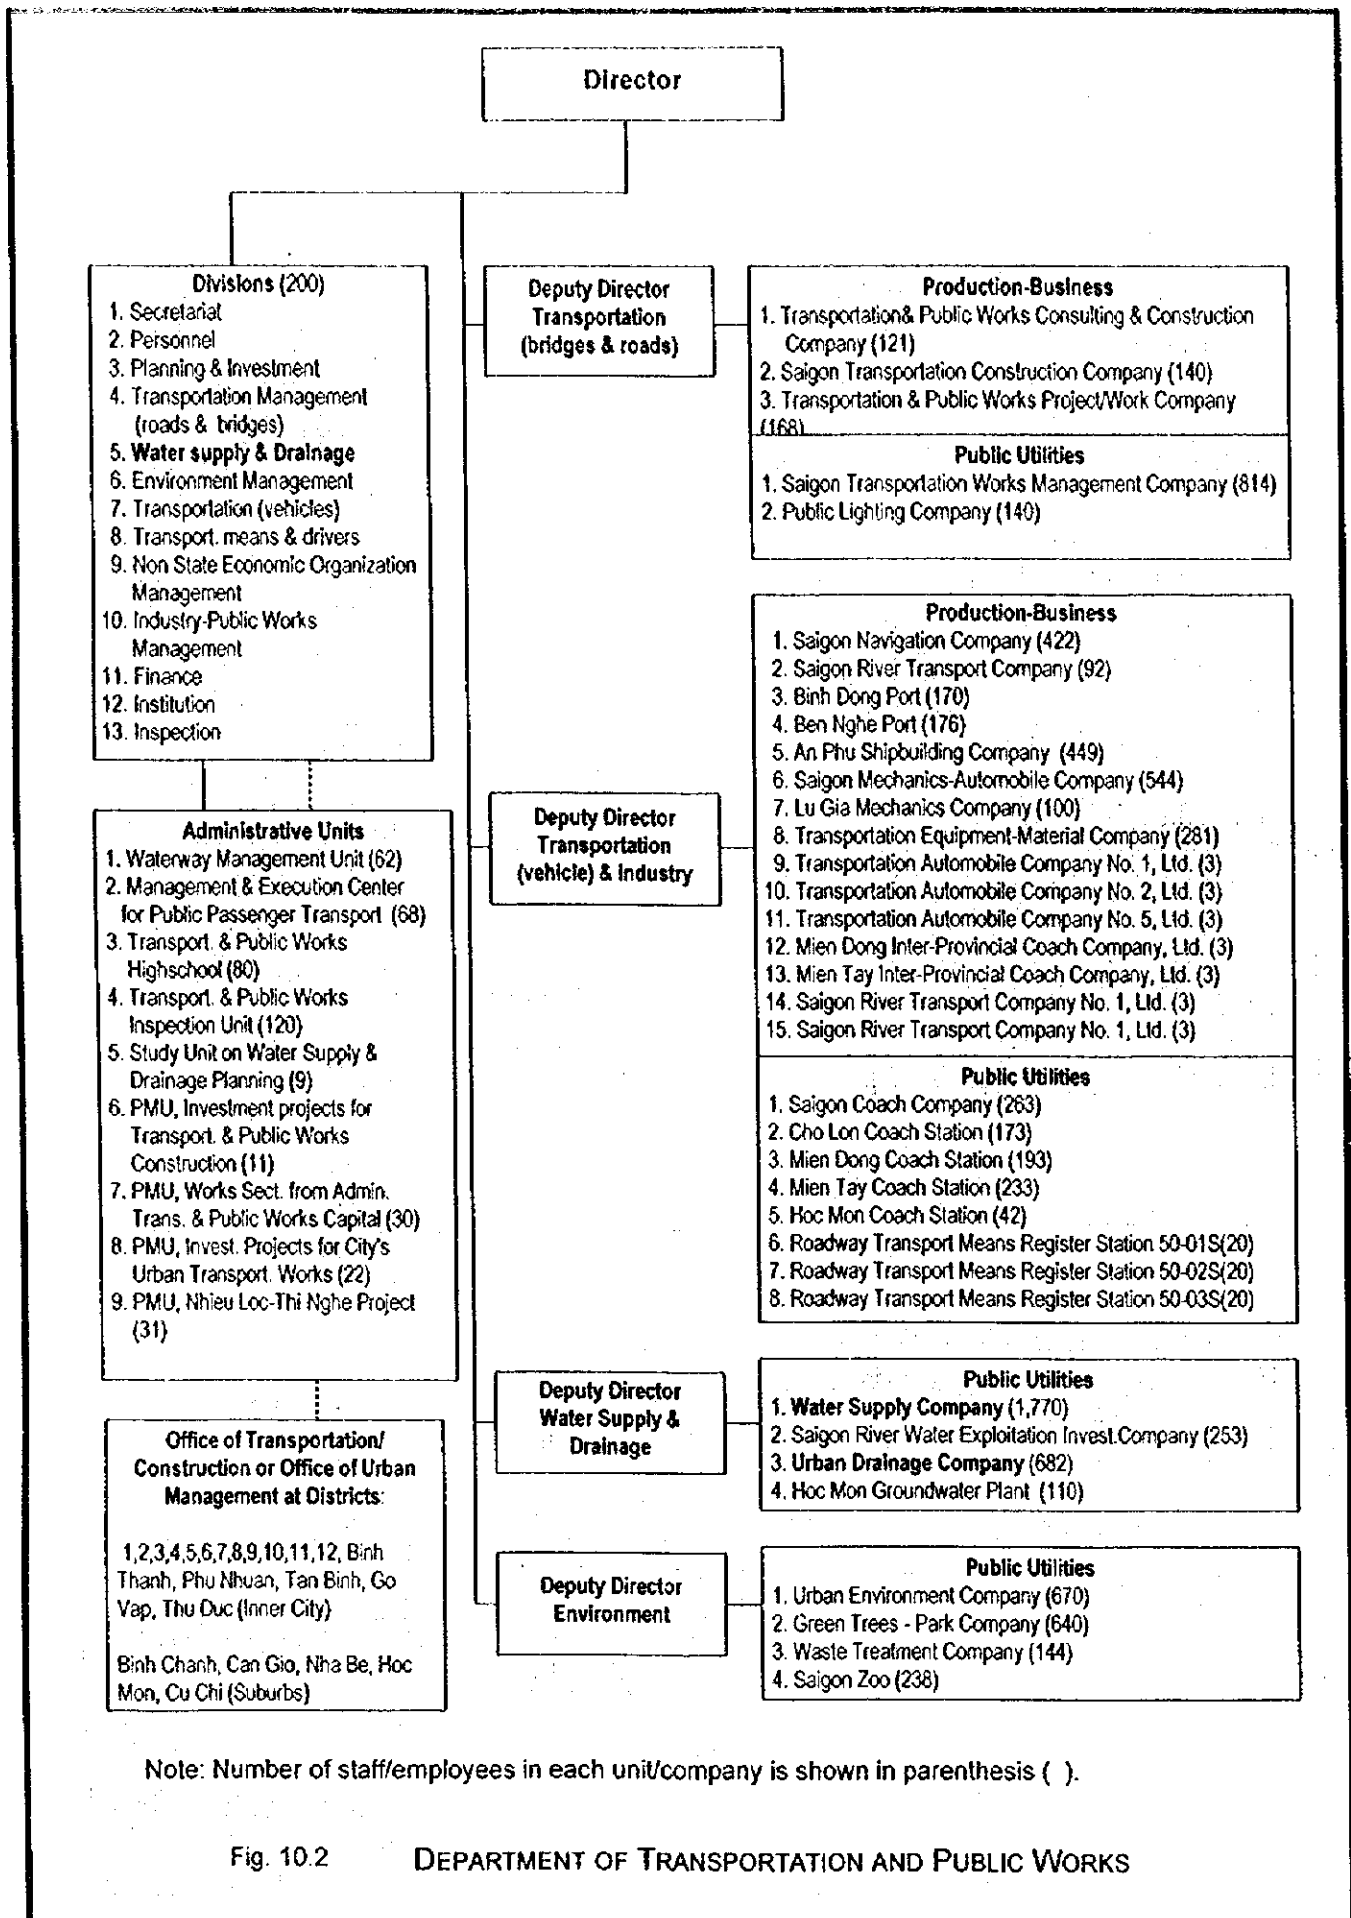 Director
Divisions (200)
1. Secretariat
2. Personnel
3. Planning & Investment
4. Transportation Management
(roads & bridges)
5. Water supply & Drainage
6. Environment Management
7. Transportation (vehicles)
8. Transport. means & drivers
9. Non State Economic Organization
Management
10. Industry-Public Works
Management
11. Finance
12. Institution
13. Inspection
Administrative Units
1. Waterway Management Unit (62)
2. Management & Execution Center
for Public Passenger Transport (68)
3. Transport. & Public Works
Highschool (80)
4. Transport. & Public Works
Inspection Unit (120)
5. Study Unit on Water Supply &
Drainage Planning (9)
6. PMU, Investment projects for
Transport. & Public Works
Construction (11)
7. PMU, Works Sect. from Admin.
Trans. & Public Works Capital (30)
8. PMU, Invest. Projects for City's
Urban Transport. Works (22)
9. PMU, Nhieu Loc-Thi Nghe Project
(31)
Office of Transportation/
Construction or Office of Urban
Management at Districts:
1,2,3,4,5,6,7,8,9,10,11,12, Binh
Thanh, Phu Nhuan, Tan Binh, Go
Vap, Thu Duc (Inner City)
Binh Chanh, Can Gio, Nha Be, Hoc
Mon, Cu Chi (Suburbs)
Deputy Director
Transportation
(bridges & roads)
Production-Business
1. Transportation& Public Works Consulting & Construction
Company (121)
2. Saigon Transportation Construction Company (140)
3. Transportation & Public Works Project/Work Company
(168)
Public Utilities
1. Saigon Transportation Works Management Company (814)
2. Public Lighting Company (140)
Deputy Director
Transportation
(vehicle) & Industry
Production-Business
1. Saigon Navigation Company (422)
2. Saigon River Transport Company (92)
3. Binh Dong Port (170)
4. Ben Nghe Port (176)
5. An Phu Shipbuilding Company (449)
6. Saigon Mechanics-Automobile Company (544)
7. Lu Gia Mechanics Company (100)
8. Transportation Equipment-Material Company (281)
9. Transportation Automobile Company No. 1, Ltd. (3)
10. Transportation Automobile Company No. 2, Ltd. (3)
11. Transportation Automobile Company No. 5, Ltd. (3)
12. Mien Dong Inter-Provincial Coach Company, Ltd. (3)
13. Mien Tay Inter-Provincial Coach Company, Ltd. (3)
14. Saigon River Transport Company No. 1, Ltd. (3)
15. Saigon River Transport Company No. 1, Ltd. (3)
Public Utilities
1. Saigon Coach Company (263)
2. Cho Lon Coach Station (173)
3. Mien Dong Coach Station (193)
4. Mien Tay Coach Station (233)
5. Hoc Mon Coach Station (42)
6. Roadway Transport Means Register Station 50-01S(20)
7. Roadway Transport Means Register Station 50-02S(20)
8. Roadway Transport Means Register Station 50-03S(20)
Deputy Director
Water Supply &
Drainage
Public Utilities
1. Water Supply Company (1,770)
2. Saigon River Water Exploitation Invest.Company (253)
3. Urban Drainage Company (682)
4. Hoc Mon Groundwater Plant (110)
Deputy Director
Environment
Public Utilities
1. Urban Environment Company (670)
2. Green Trees - Park Company (640)
3. Waste Treatment Company (144)
4. Saigon Zoo (238)
Note: Number of staff/employees in each unit/company is shown in parenthesis ( ).
Fig. 10.2 DEPARTMENT OF TRANSPORTATION AND PUBLIC WORKS